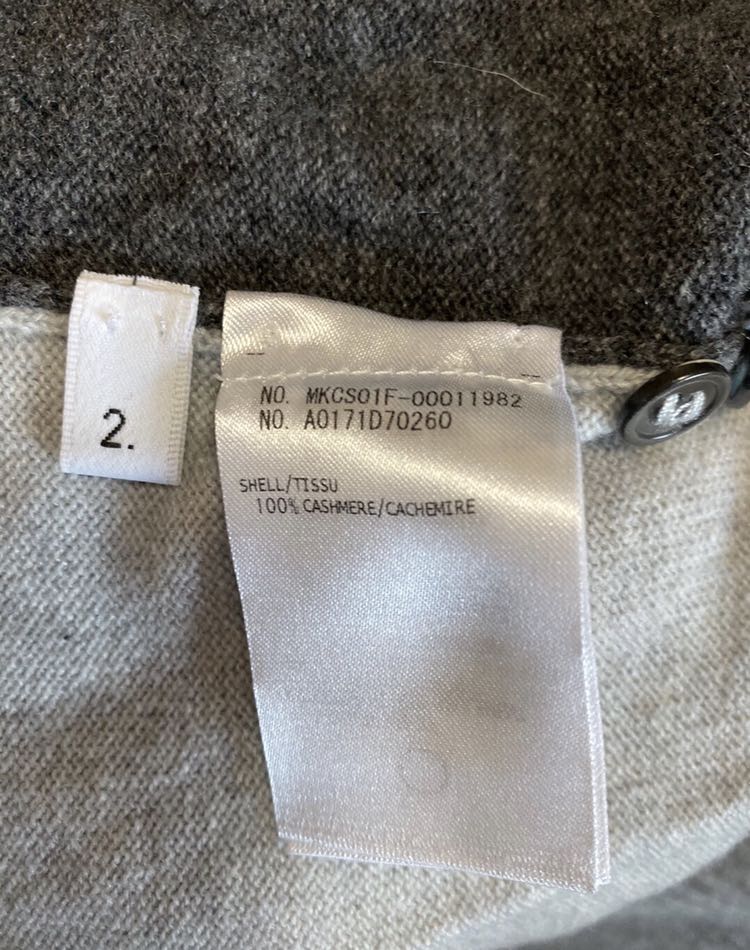 2.
NO. MKCS01F-00011982
NO. A0171D70260
SHELL/TISSU
100% CASHMERE/CACHEMIRE